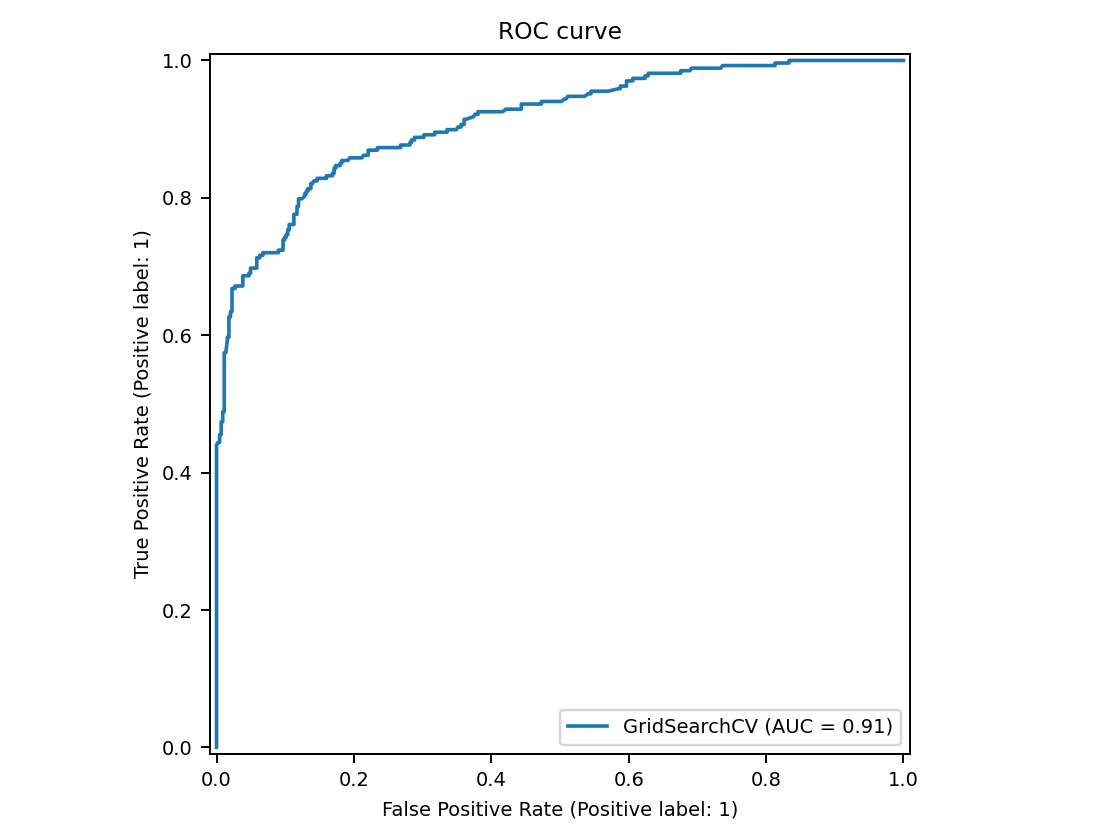 ROC curve
1.0
0.8
0.6
0.4
0.2
0.0
True Positive Rate (Positive label: 1)
GridSearchCV (AUC = 0.91)
0.0 0.2 0.4 0.6 0.8 1.0
False Positive Rate (Positive label: 1)